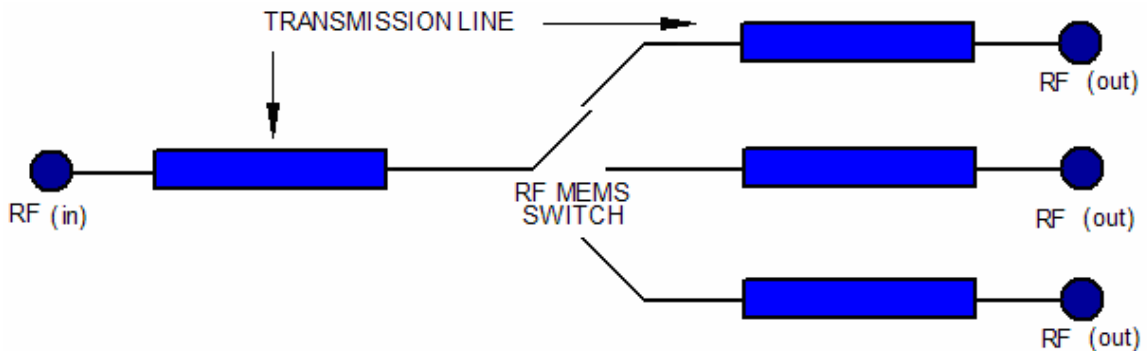 TRANSMISSION LINE
RF (out)
RF (in)
RF MEMS
SWITCH
RF (out)
RF (out)